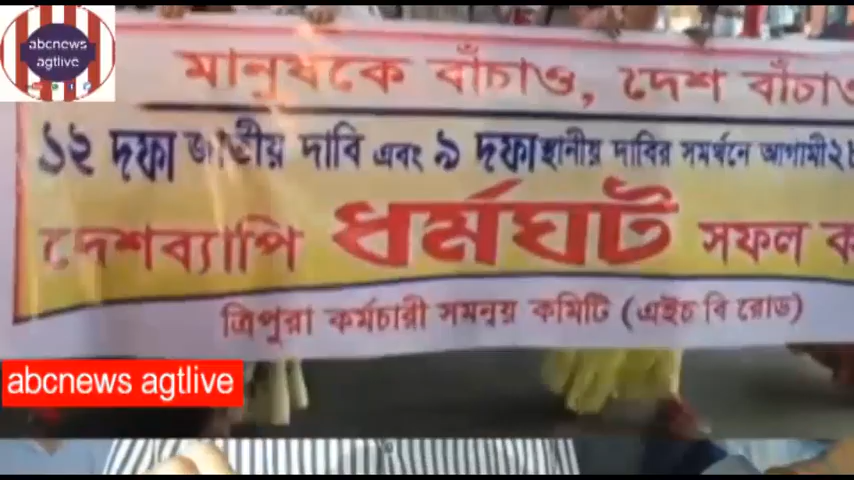 abcnews
agtlive
মানুষকে বাঁচাও, দেশ বাঁচাও
১২ দফা জাতীয় দাবি এবং ৯ দফা স্থানীয় দাবির সমর্থনে আগামী
দেশব্যাপি ধর্মঘট সফল
ত্রিপুরা কর্মচারী সমন্বয় কমিটি (এইচ বি রোড)
abcnews agtlive